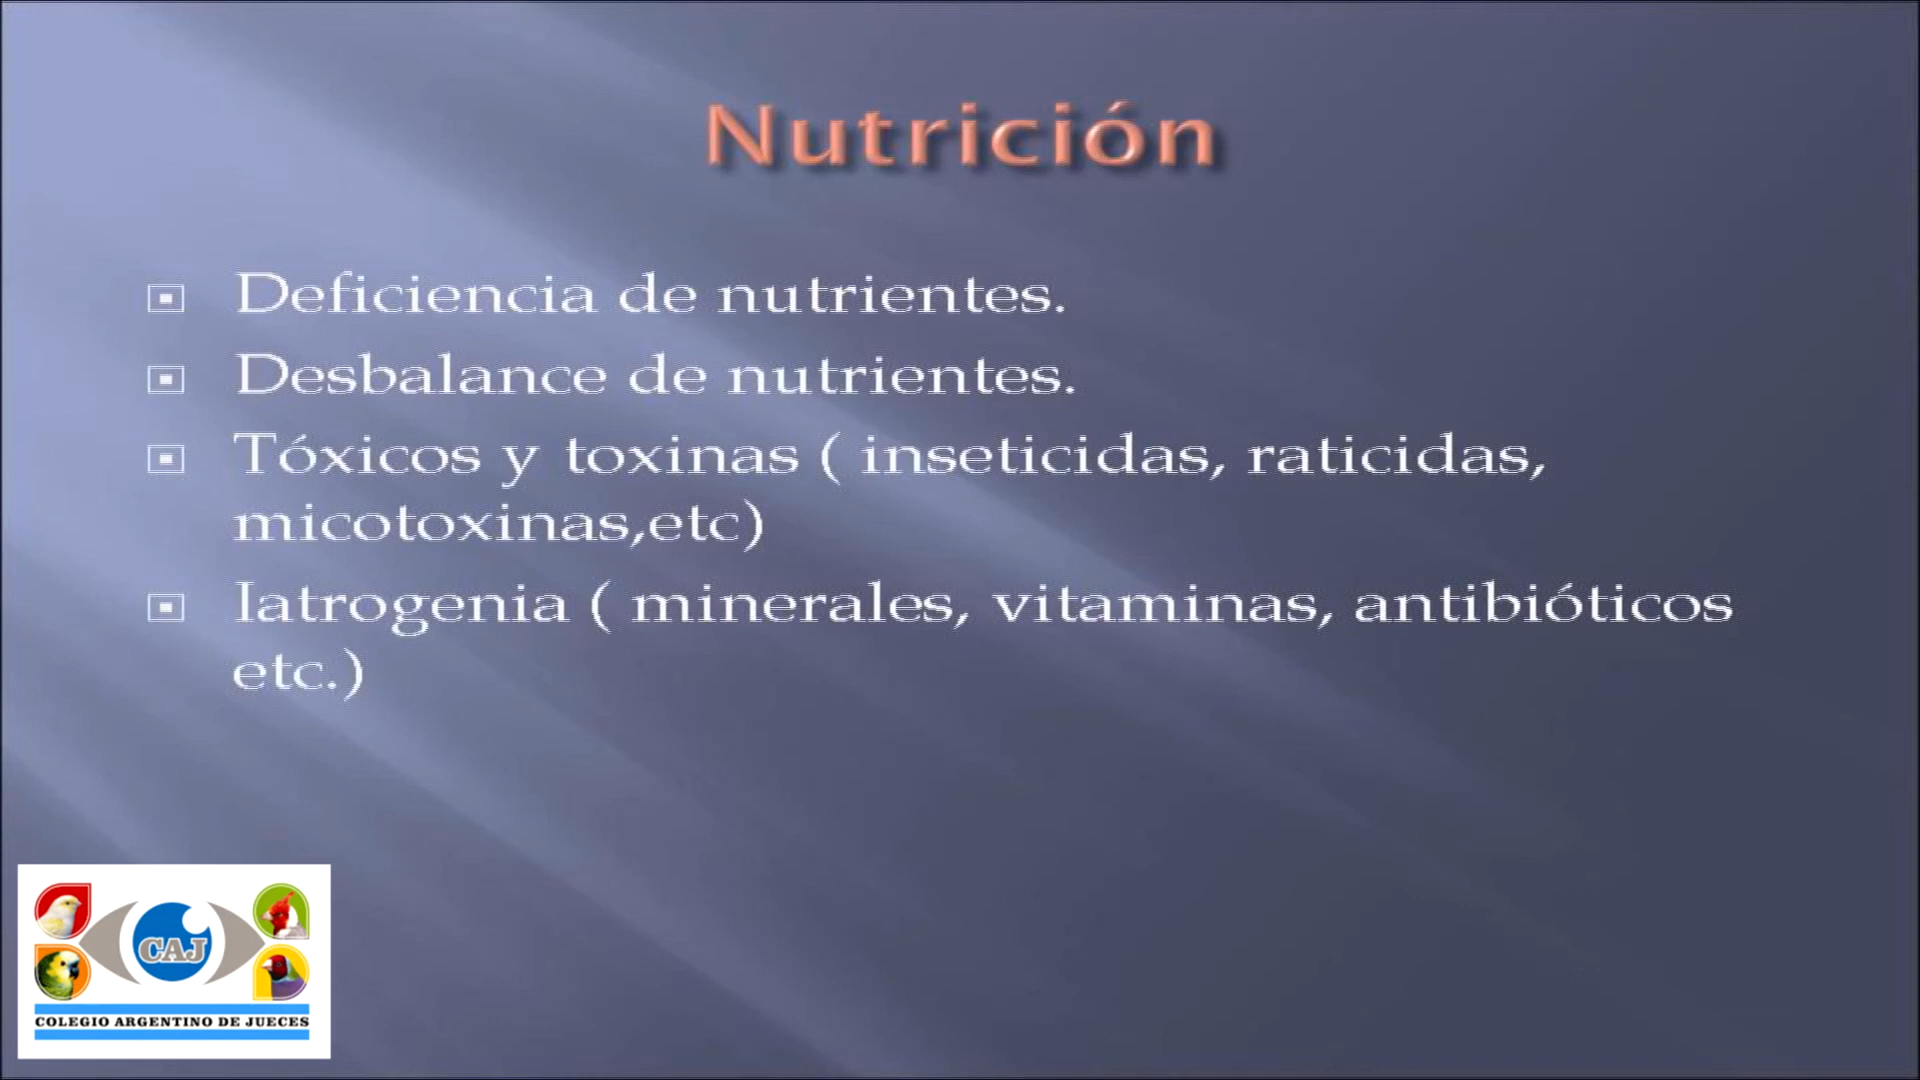 Nutrición
Deficiencia de nutrientes.
Desbalance de nutrientes.
Tóxicos y toxinas ( inseticidas, raticidas,
micotoxinas,etc)
Iatrogenia ( minerales, vitaminas, antibióticos
etc.)
CAJ
COLEGIO ARGENTINO DE JUECES